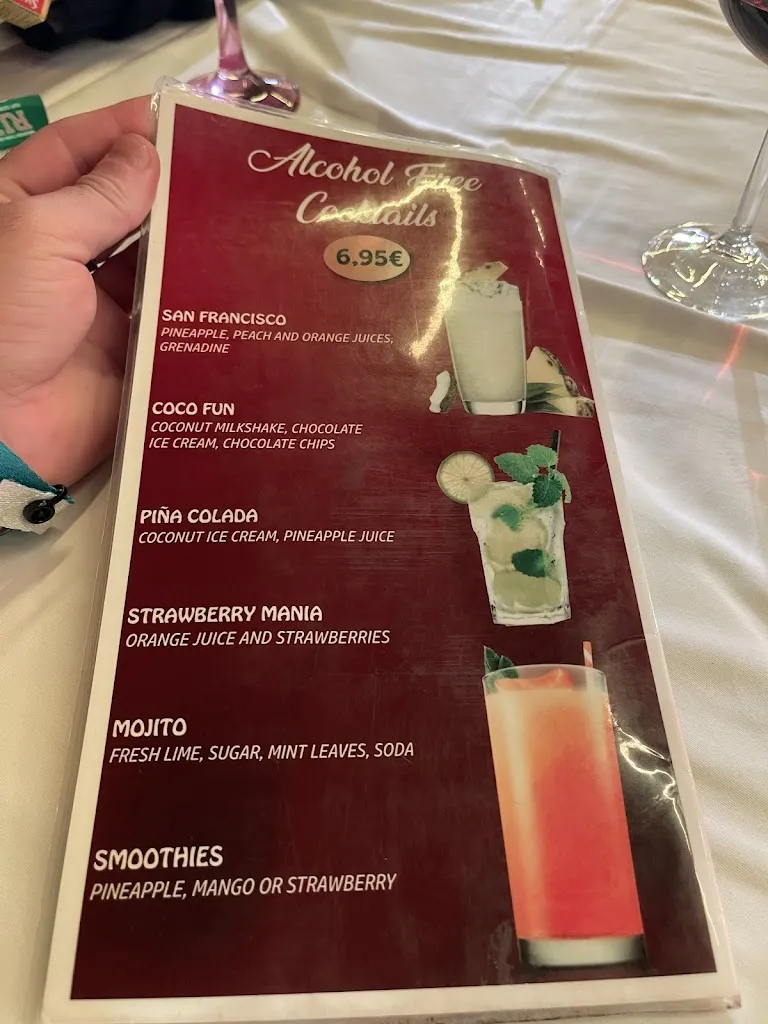 Alcohol Free
Cocktails
6,95€
SAN FRANCISCO
PINEAPPLE, PEACH AND ORANGE JUICES,
GRENADINE
COCO FUN
COCONUT MILKSHAKE, CHOCOLATE
ICE CREAM, CHOCOLATE CHIPS
PIÑA COLADA
COCONUT ICE CREAM, PINEAPPLE JUICE
STRAWBERRY MANIA
ORANGE JUICE AND STRAWBERRIES
MOJITO
FRESH LIME, SUGAR, MINT LEAVES, SODA
SMOOTHIES
PINEAPPLE, MANGO OR STRAWBERRY